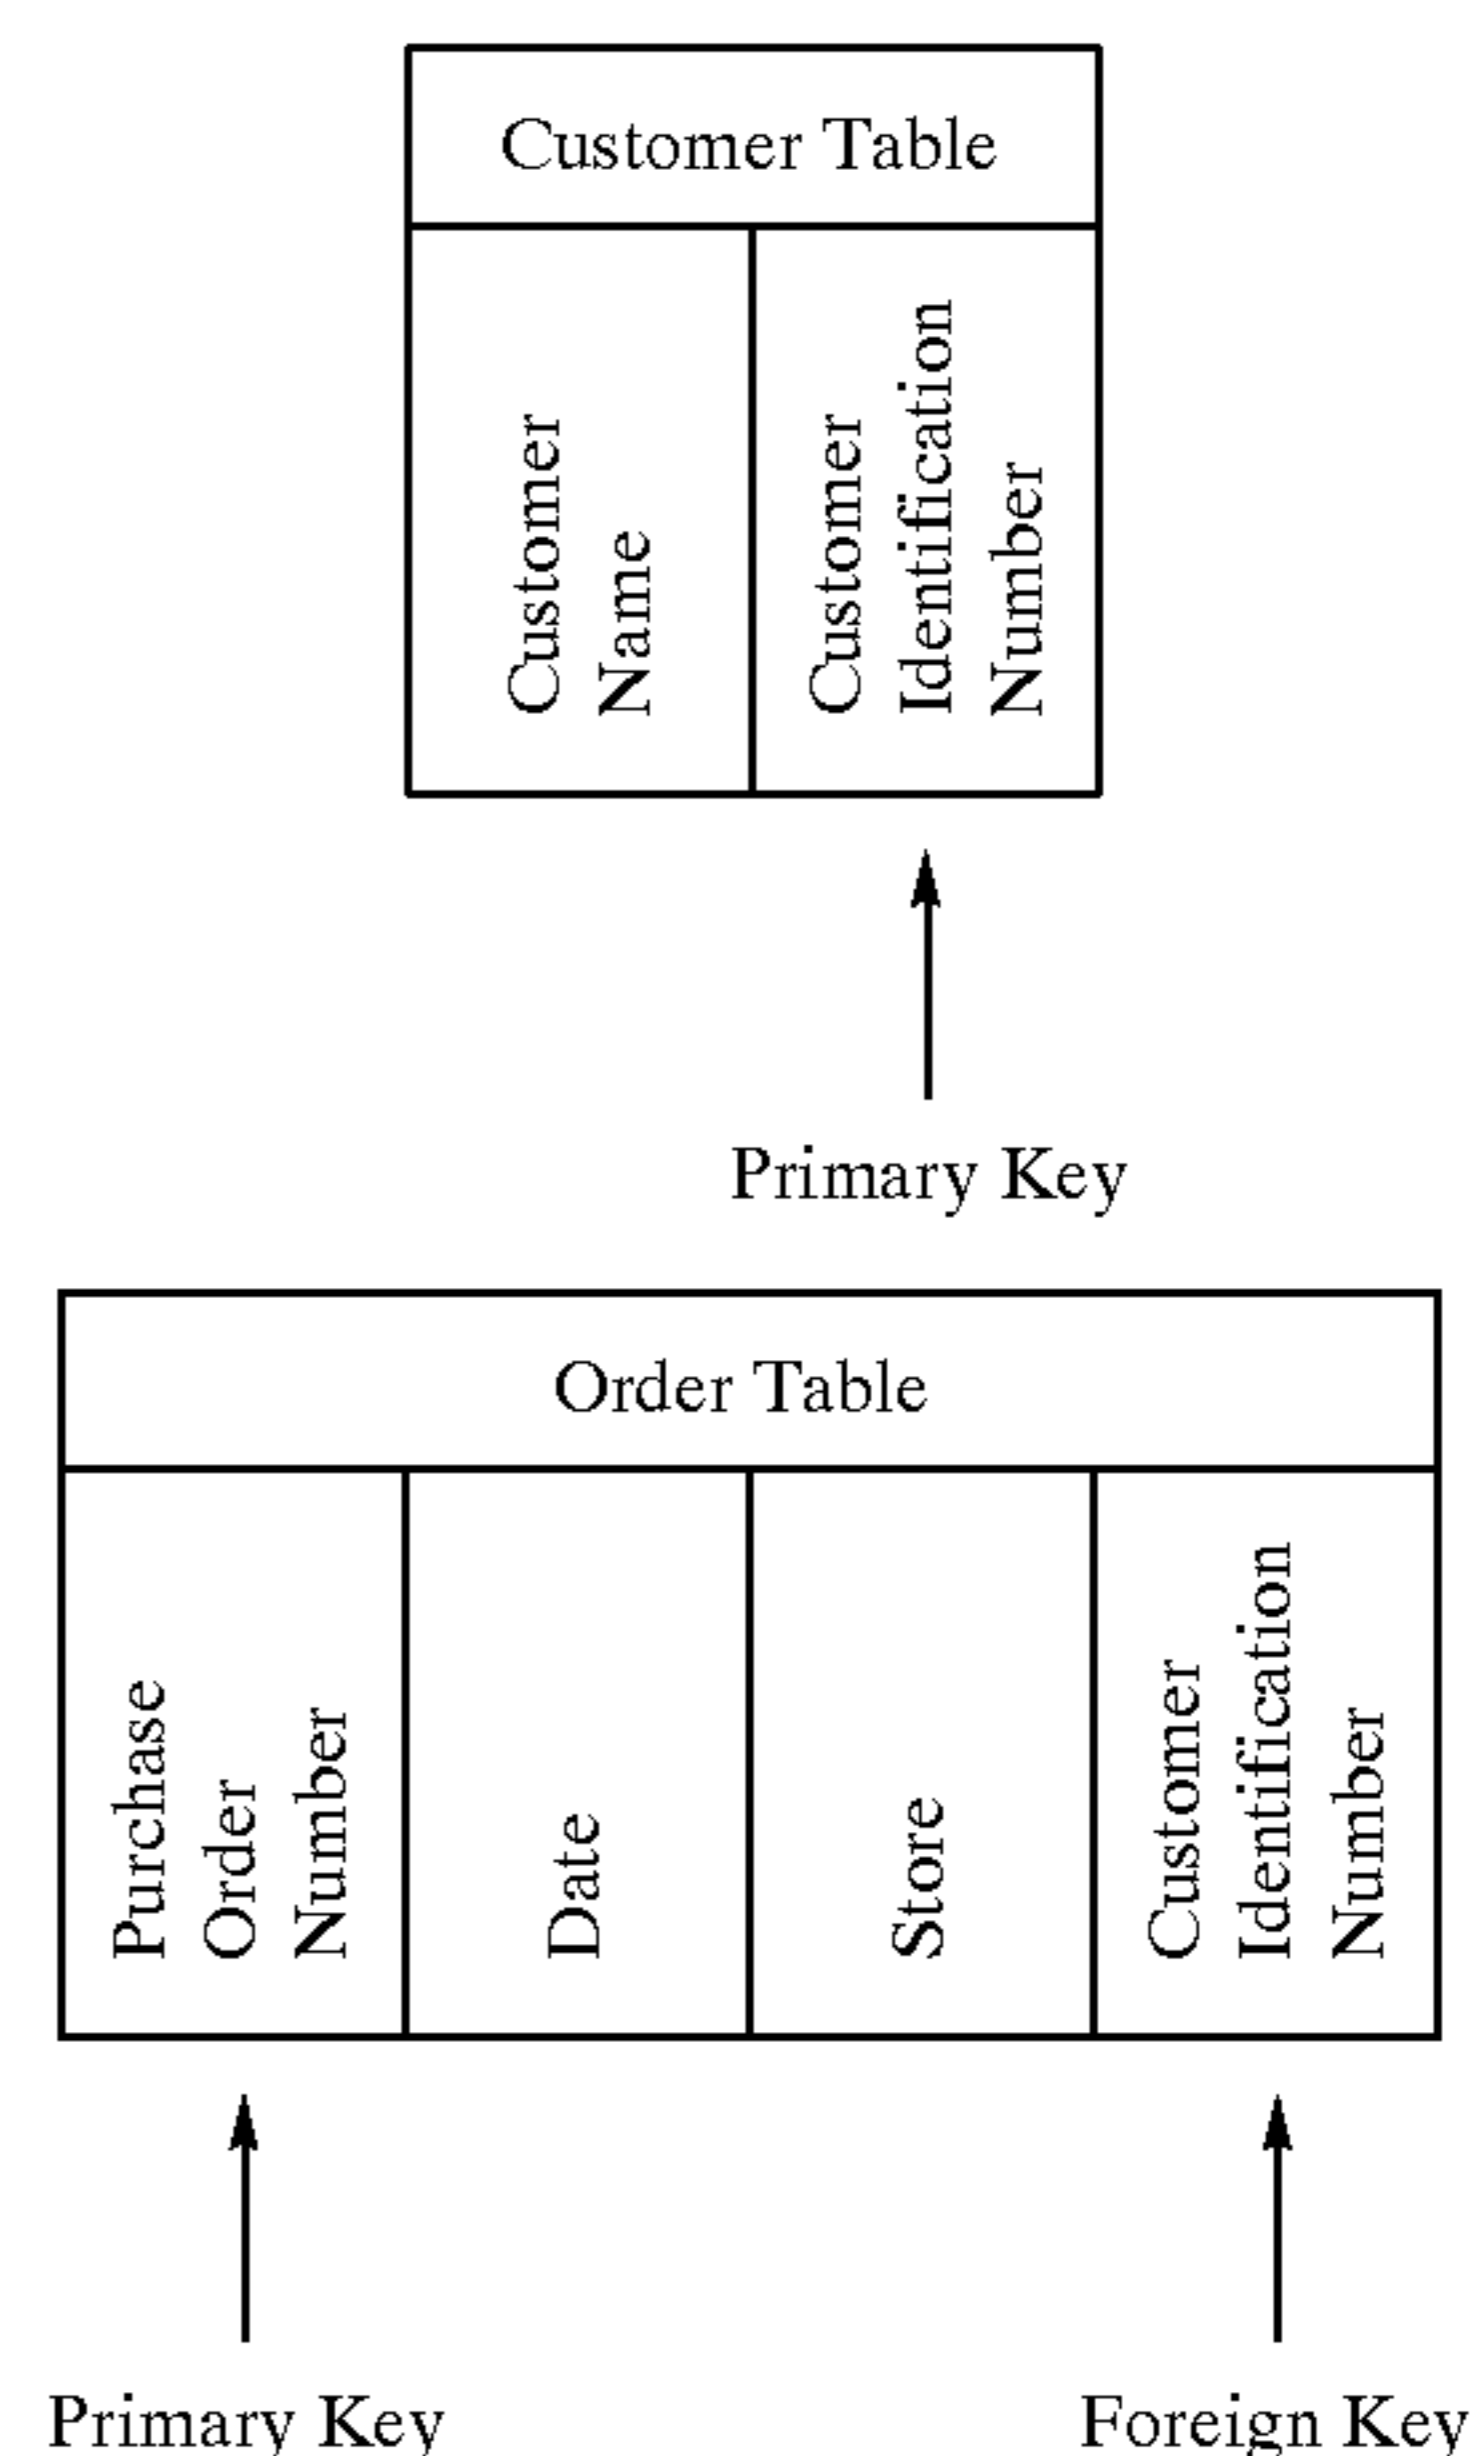 Customer Table
Customer
Name
Customer
Identification
Number
Primary Key
Order Table
Purchase
Order
Number
Date
Store
Customer
Identification
Number
Primary Key
Foreign Key